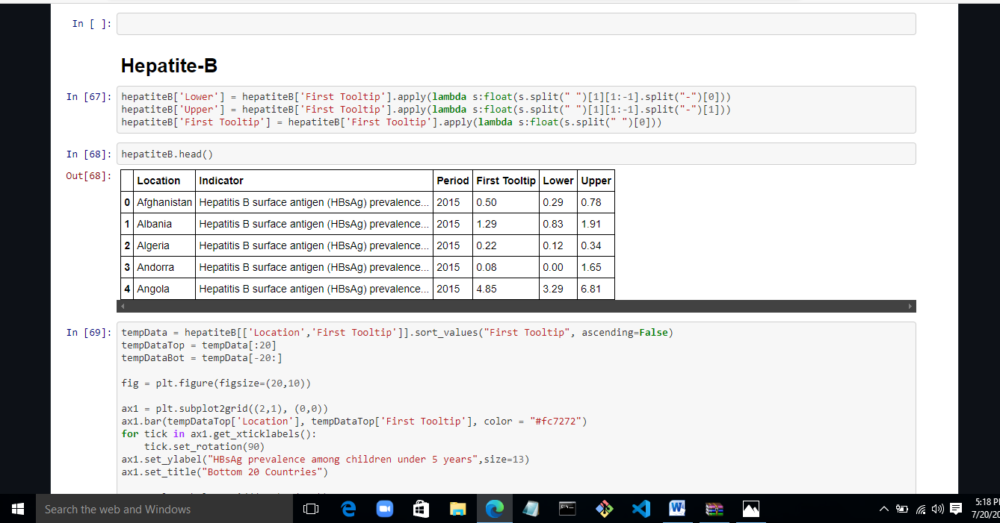 In [ ]:
Hepatite-B
In [67]:
hepatiteB['Lower'] = hepatiteB['First Tooltip'].apply(lambda s:float(s.split(" ")[1][1:-1].split("-")[0]))
hepatiteB['Upper'] = hepatiteB['First Tooltip'].apply(lambda s:float(s.split(" ")[1][1:-1].split("-")[1]))
hepatiteB['First Tooltip'] = hepatiteB['First Tooltip'].apply(lambda s:float(s.split(" ")[0]))
In [68]:
hepatiteB.head()
Out[68]:
Location Indicator Period First Tooltip Lower Upper
0 Afghanistan Hepatitis B surface antigen (HBsAg) prevalence... 2015 0.50 0.29 0.78
1 Albania Hepatitis B surface antigen (HBsAg) prevalence... 2015 1.29 0.83 1.91
2 Algeria Hepatitis B surface antigen (HBsAg) prevalence... 2015 0.22 0.12 0.34
3 Andorra Hepatitis B surface antigen (HBsAg) prevalence... 2015 0.08 0.00 1.65
4 Angola Hepatitis B surface antigen (HBsAg) prevalence... 2015 4.85 3.29 6.81
In [69]:
tempData = hepatiteB[['Location','First Tooltip']].sort_values("First Tooltip", ascending=False)
tempDataTop = tempData[:20]
tempDataBot = tempData[-20:]
fig = plt.figure(figsize=(20,10))
ax1 = plt.subplot2grid((2,1), (0,0))
ax1.bar(tempDataTop['Location'], tempDataTop['First Tooltip'], color = "#fc7272")
for tick in ax1.get_xticklabels():
    tick.set_rotation(90)
ax1.set_ylabel("HBsAg prevalence among children under 5 years",size=13)
ax1.set_title("Bottom 20 Countries")
Search the web and Windows
5:18 P
7/20/20